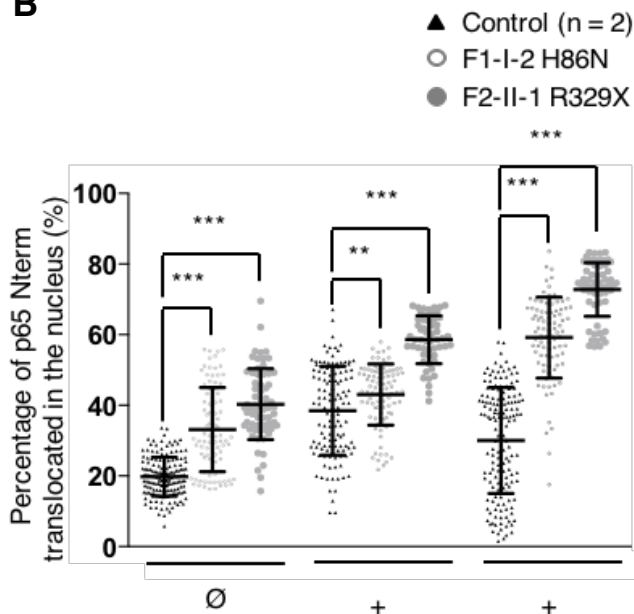 B
Control (n = 2)
F1-I-2 H86N
F2-II-1 R329X
Percentage of p65 Nterm
translocated in the nucleus (%)
100
80
60
40
20
0
***
***
***
**
***
***
Ø
+
+